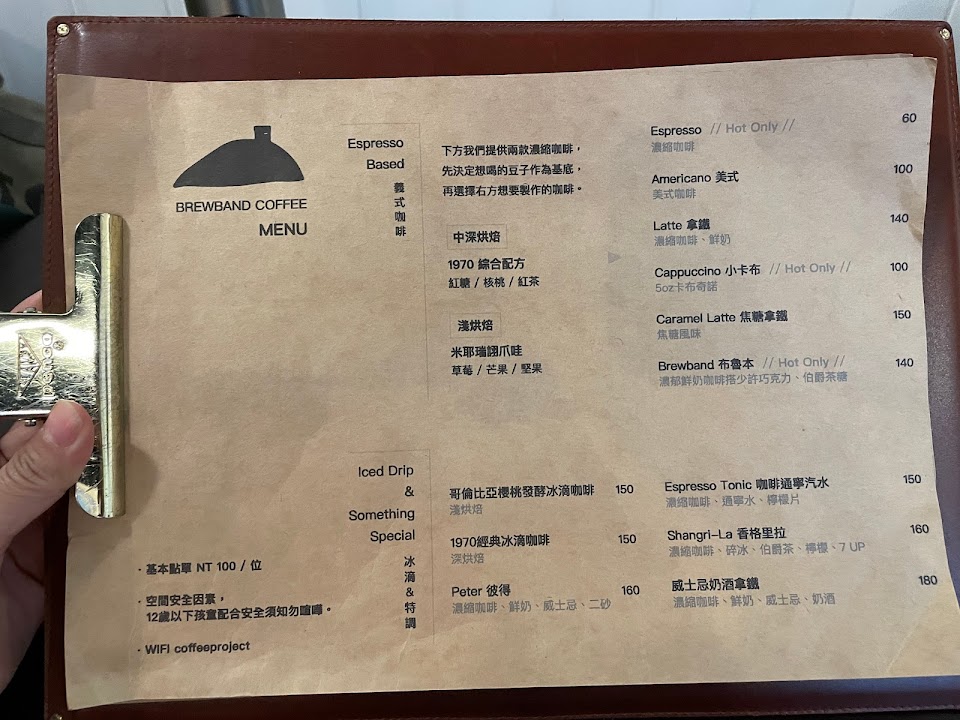 BREWBAND COFFEE
MENU
Espresso
Based
義式咖啡
下方我們提供兩款濃縮咖啡，
先決定想喝的豆子作為基底，
再選擇右方想要製作的咖啡。
中深烘焙
1970 綜合配方
紅糖 / 核桃 / 紅茶
淺烘焙
米耶瑞翡爪哇
草莓 / 芒果 / 堅果
Espresso // Hot Only // 60
濃縮咖啡
Americano 美式 100
美式咖啡
Latte 拿鐵 140
濃縮咖啡、鮮奶
Cappuccino 小卡布 // Hot Only // 100
5oz卡布奇諾
Caramel Latte 焦糖拿鐵 150
焦糖風味
Brewband 布魯本 // Hot Only // 140
濃郁鮮奶咖啡搭少許巧克力、伯爵茶糖
Iced Drip
&
Something
Special
冰滴&特調
哥倫比亞櫻桃發酵冰滴咖啡 150
淺烘焙
1970經典冰滴咖啡 150
深烘焙
Peter 彼得 160
濃縮咖啡、鮮奶、威士忌、二砂
Espresso Tonic 咖啡通寧汽水 150
濃縮咖啡、通寧水、檸檬片
Shangri-La 香格里拉 160
濃縮咖啡、碎冰、伯爵茶、檸檬、7 UP
威士忌奶酒拿鐵 180
濃縮咖啡、鮮奶、威士忌、奶酒
· 基本點單 NT 100 / 位
· 空間安全因素，
12歲以下孩童配合安全須知勿喧嘩。
· WIFI coffeeproject